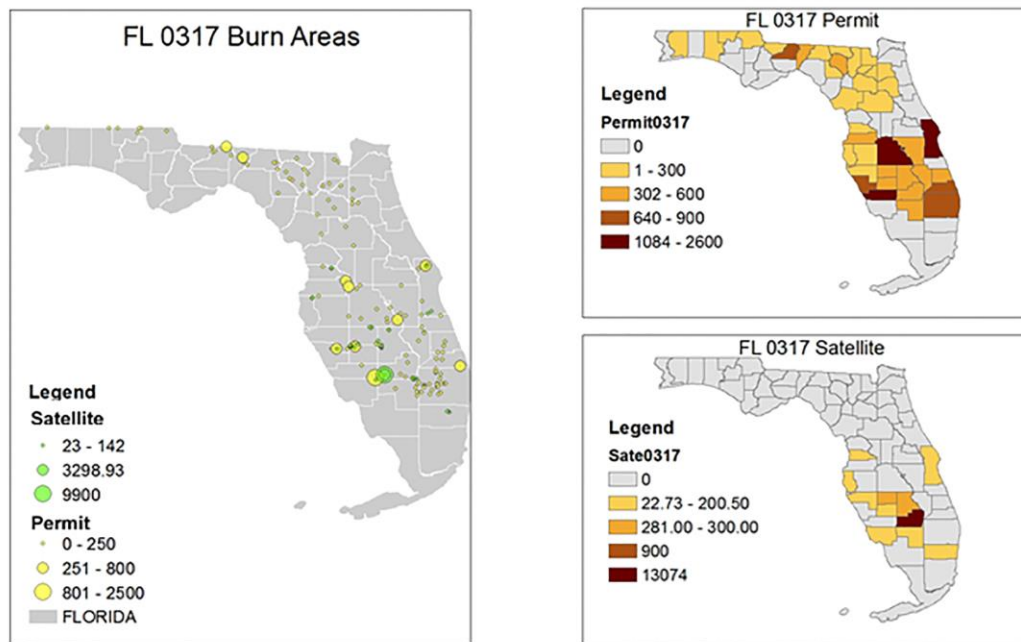 FL 0317 Burn Areas
Legend
Satellite
23 - 142
3298.93
9900
Permit
0 - 250
251 - 800
801 - 2500
FLORIDA
FL 0317 Permit
Legend
Permit0317
0
1 - 300
302 - 600
640 - 900
1084 - 2600
FL 0317 Satellite
Legend
Sate0317
0
22.73 - 200.50
281.00 - 300.00
900
13074